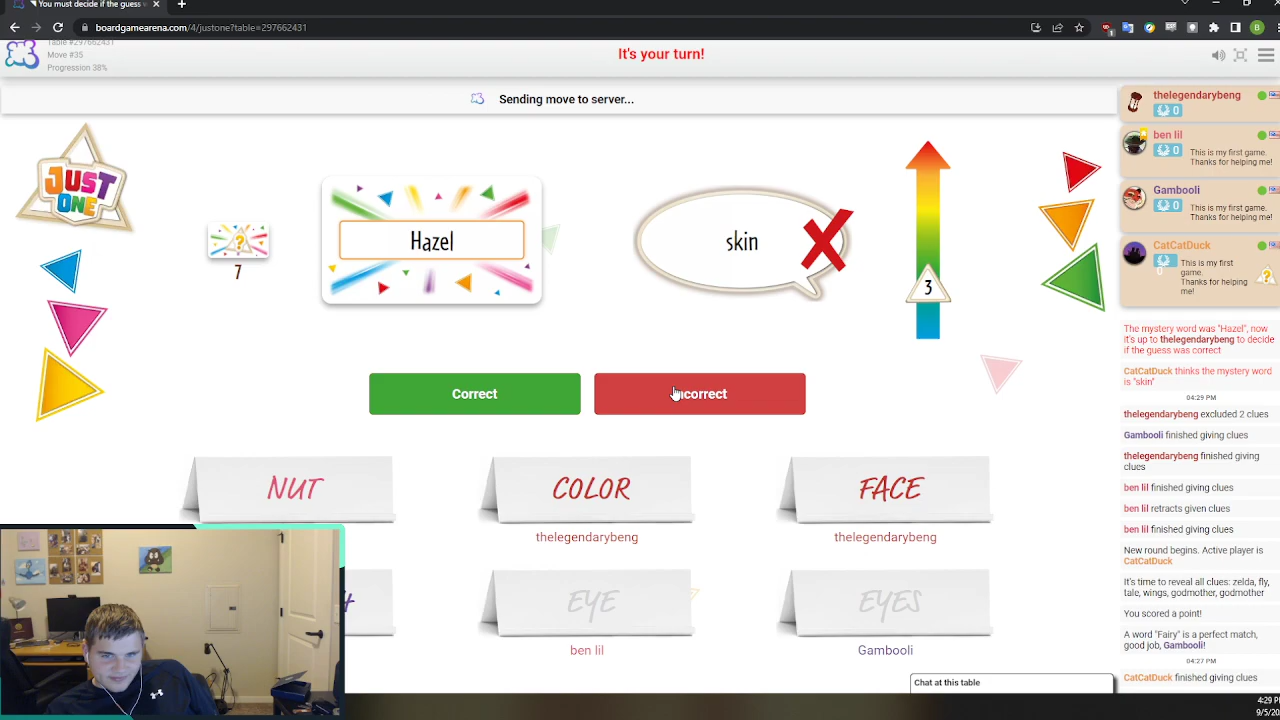 You must decide if the guess
boardgamearena.com/4/justone?table=297662431
Table #297662431
Move #35
Progression 38%
It's your turn!
Sending move to server...
JUST
ONE
7
Hazel
skin
3
Correct
Incorrect
NUT
COLOR
FACE
thelegendarybeng
thelegendarybeng
EYE
EYES
ben lil
Gambooli
thelegendarybeng
0
ben lil
0
This is my first game.
Thanks for helping me!
Gambooli
0
This is my first game.
Thanks for helping me!
CatCatDuck
0
This is my first
game.
Thanks for
helping
me!
The mystery word was "Hazel", now
it's up to thelegendarybeng to decide
if the guess was correct
CatCatDuck thinks the mystery word
is "skin"
04:29 PM
thelegendarybeng excluded 2 clues
Gambooli finished giving clues
thelegendarybeng finished giving
clues
ben lil finished giving clues
ben lil retracts given clues
ben lil finished giving clues
New round begins. Active player is
CatCatDuck
It's time to reveal all clues: zelda, fly,
tale, wings, godmother, godmother
You scored a point!
A word "Fairy" is a perfect match,
good job, Gambooli!
04:27 PM
CatCatDuck finished giving clues
Chat at this table
4:29 P
9/5/20